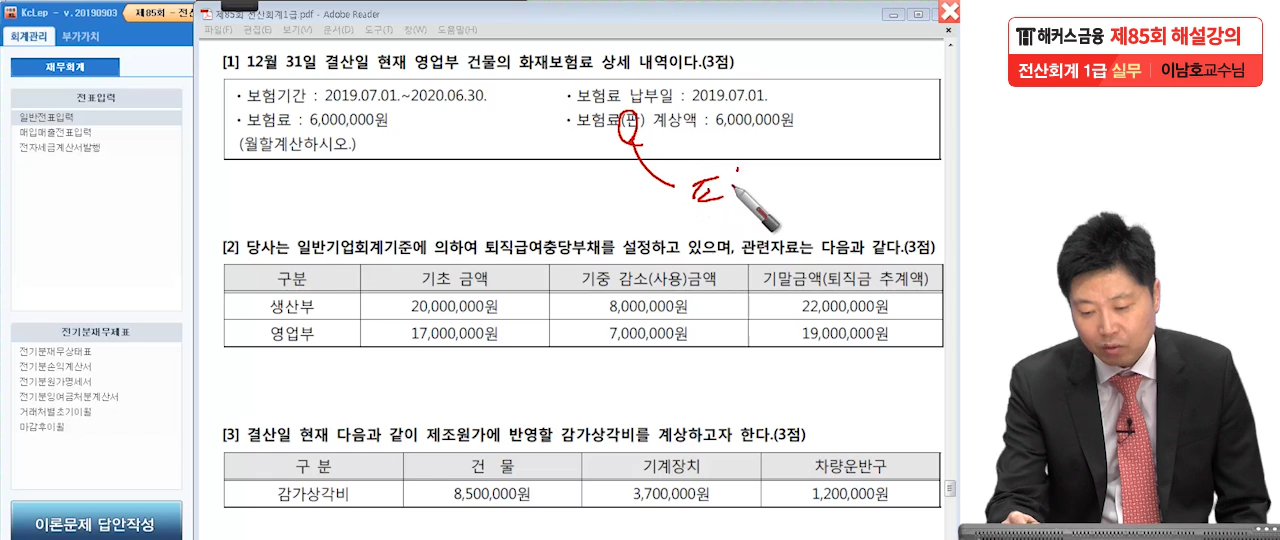 KcLep - v.20190903
제85회 - 전산
제85회 전산회계1급.pdf - Adobe Reader
파일(F) 편집(E) 보기(V) 문서(D) 도구(T) 창(W) 도움말(H)
회계관리 부가가치
재무회계
전표입력
일반전표입력
매입매출전표입력
전자세금계산서발행
전기분재무제표
전기분재무상태표
전기분손익계산서
전기분원가명세서
전기분잉여금처분계산서
거래처별초기이월
마감후이월
이론문제 답안작성
[1] 12월 31일 결산일 현재 영업부 건물의 화재보험료 상세 내역이다.(3점)
・보험기간 : 2019.07.01.~2020.06.30. ・보험료 납부일 : 2019.07.01.
・보험료 : 6,000,000원 ・보험료(판) 계상액 : 6,000,000원
(월할계산하시오.)
[2] 당사는 일반기업회계기준에 의하여 퇴직급여충당부채를 설정하고 있으며, 관련자료는 다음과 같다.(3점)
구분 기초 금액 기중 감소(사용)금액 기말금액(퇴직금 추계액)
생산부 20,000,000원 8,000,000원 22,000,000원
영업부 17,000,000원 7,000,000원 19,000,000원
[3] 결산일 현재 다음과 같이 제조원가에 반영할 감가상각비를 계상하고자 한다.(3점)
구 분 건 물 기계장치 차량운반구
감가상각비 8,500,000원 3,700,000원 1,200,000원
해커스금융 제85회 해설강의
전산회계 1급 실무 이남호교수님